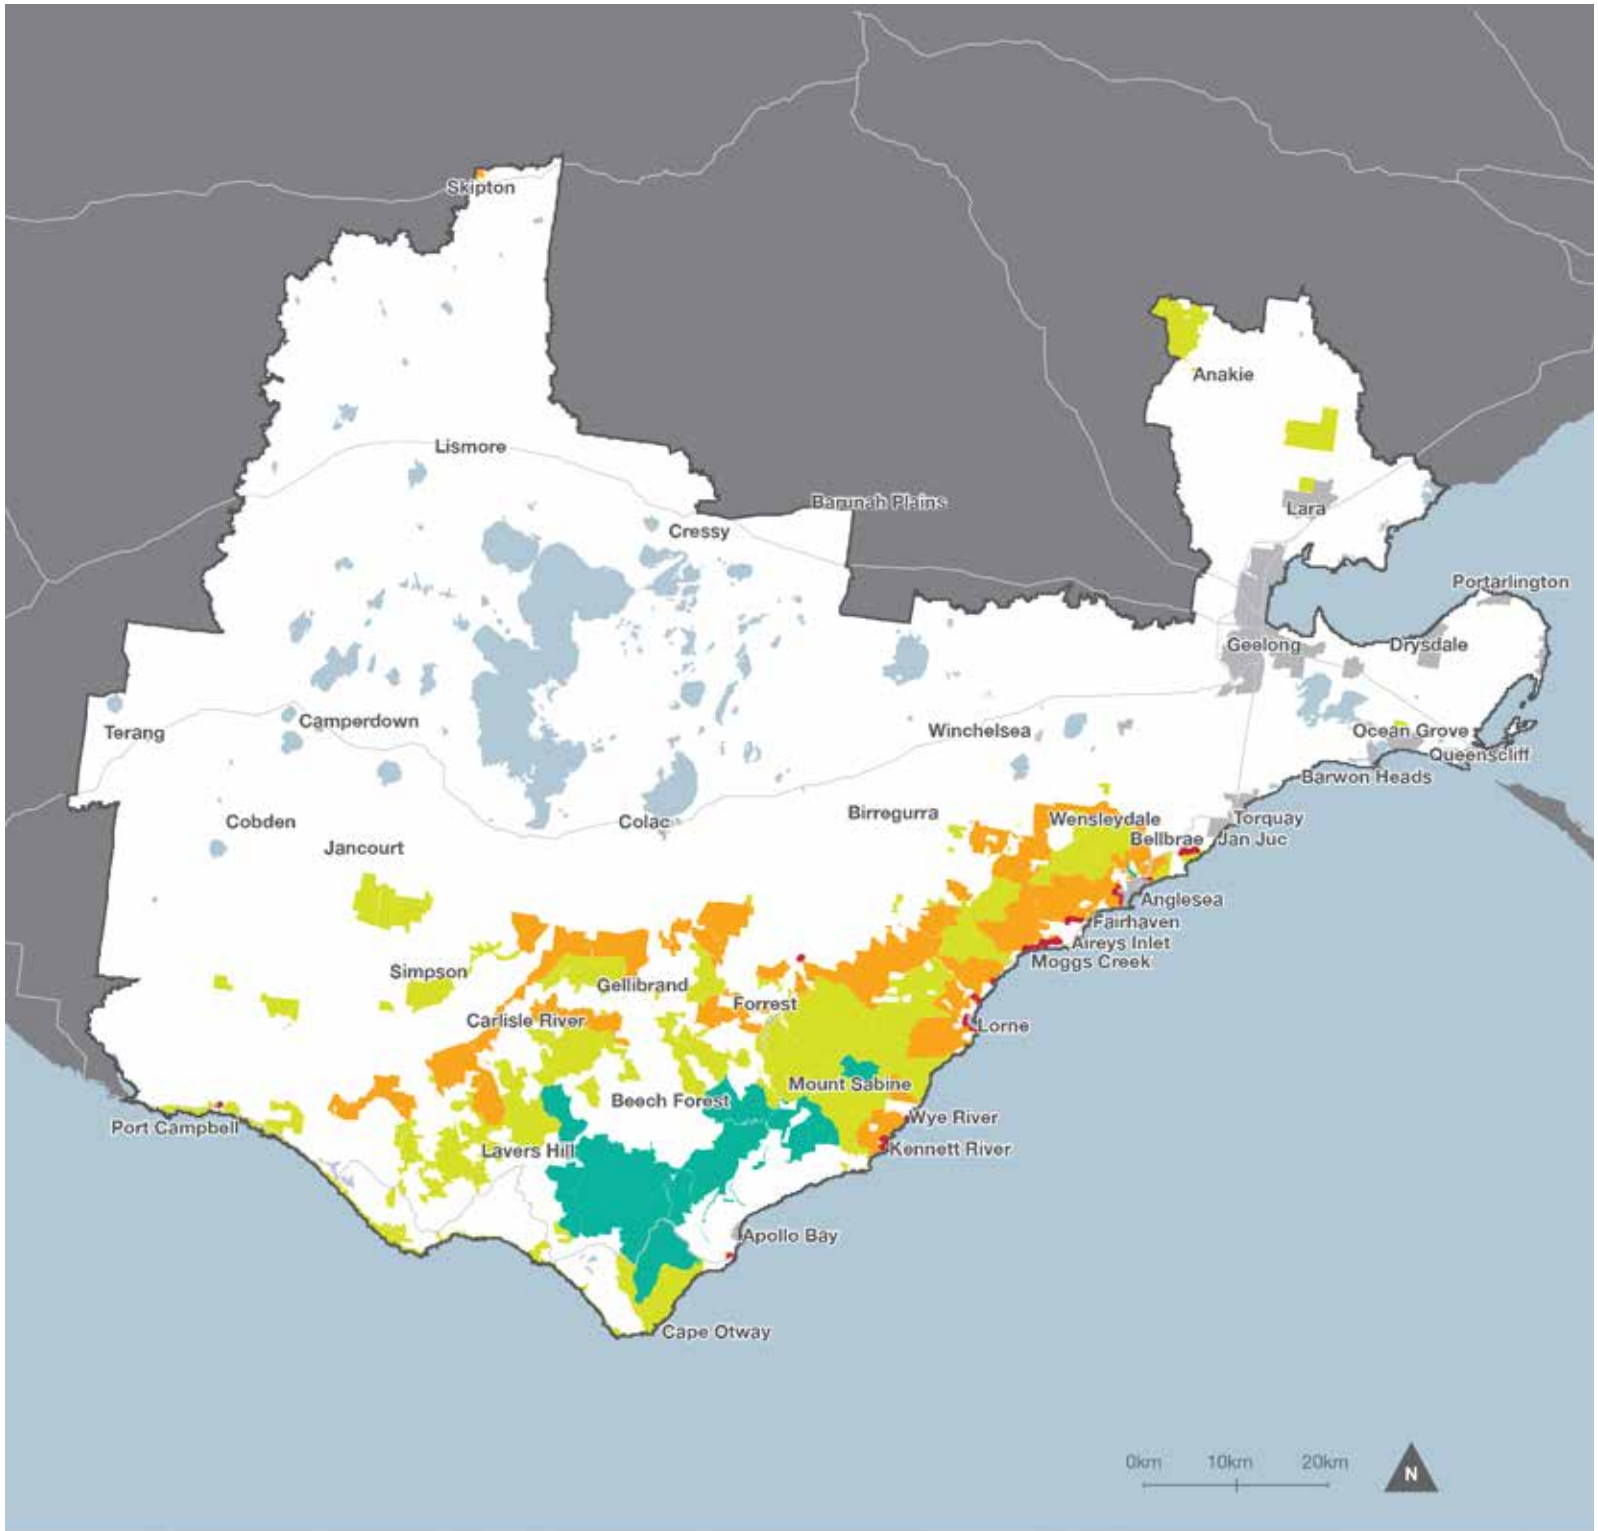 Skipton
Anakie
Lismore
Barunah Plains
Lara
Cressy
Portarlington
Geelong
Drysdale
Terang
Camperdown
Winchelsea
Ocean Grove
Queenscliff
Barwon Heads
Cobden
Colac
Birregurra
Wensleydale
Torquay
Jancourt
Bellbrae
Jan Juc
Anglesea
Fairhaven
Aireys Inlet
Moggs Creek
Simpson
Gellibrand
Forrest
Carlisle River
Lorne
Mount Sabine
Beech Forest
Port Campbell
Wye River
Lavers Hill
Kennett River
Apollo Bay
Cape Otway
0km 10km 20km
N